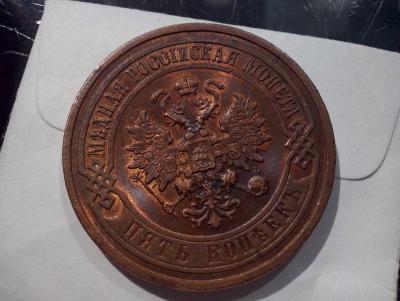 МѢДНАЯ РОССІЙСКАЯ МОНЕТА
ПЯТЬ КОПѢЕКЪ